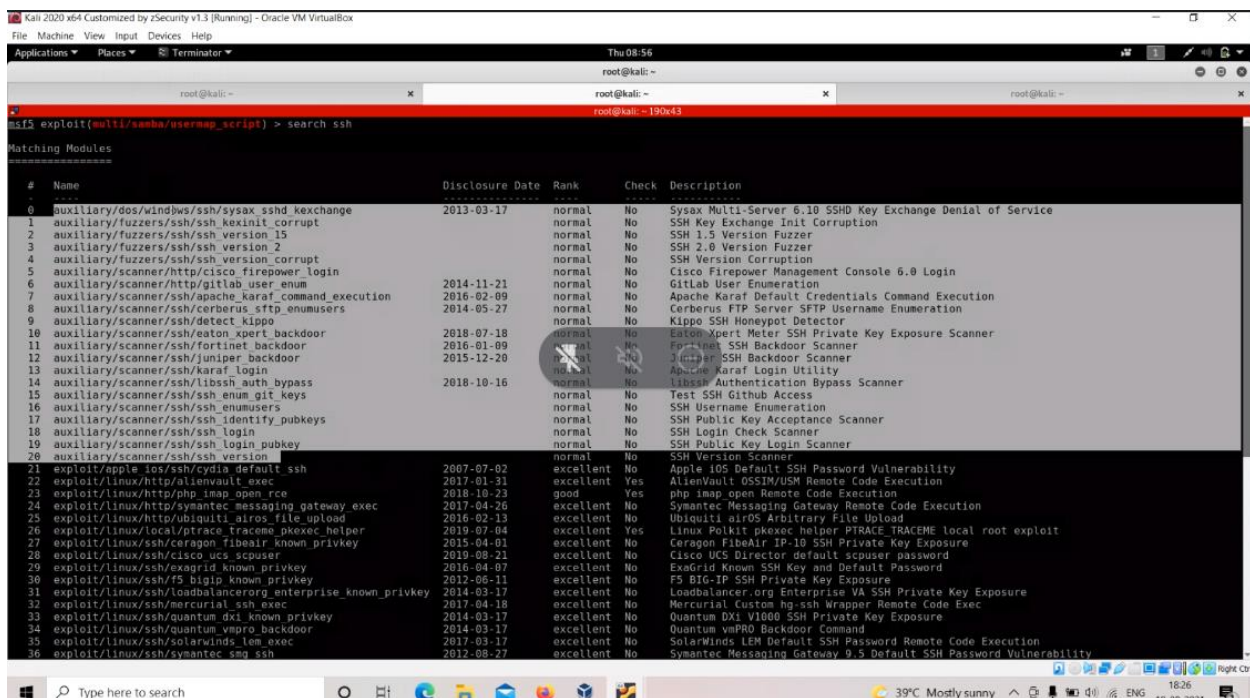 Kali 2020 x64 Customized by zSecurity v1.3 [Running] - Oracle VM VirtualBox
File Machine View Input Devices Help
Applications Places Terminator Thu 08:56 1
root@kali: ~
root@kali: ~ root@kali: ~ root@kali: ~
root@kali: ~ 190x43
msf5 exploit(multi/samba/usermap_script) > search ssh
Matching Modules
================
# Name Disclosure Date Rank Check Description
- ---- --------------- ---- ----- -----------
0 auxiliary/dos/windows/ssh/sysax_sshd_kexchange 2013-03-17 normal No Sysax Multi-Server 6.10 SSHD Key Exchange Denial of Service
1 auxiliary/fuzzers/ssh/ssh_kexinit_corrupt normal No SSH Key Exchange Init Corruption
2 auxiliary/fuzzers/ssh/ssh_version_15 normal No SSH 1.5 Version Fuzzer
3 auxiliary/fuzzers/ssh/ssh_version_2 normal No SSH 2.0 Version Fuzzer
4 auxiliary/fuzzers/ssh/ssh_version_corrupt normal No SSH Version Corruption
5 auxiliary/scanner/http/cisco_firepower_login normal No Cisco Firepower Management Console 6.0 Login
6 auxiliary/scanner/http/gitlab_user_enum 2014-11-21 normal No GitLab User Enumeration
7 auxiliary/scanner/ssh/apache_karaf_command_execution 2016-02-09 normal No Apache Karaf Default Credentials Command Execution
8 auxiliary/scanner/ssh/cerberus_sftp_enumusers 2014-05-27 normal No Cerberus FTP Server SFTP Username Enumeration
9 auxiliary/scanner/ssh/detect_kippo normal No Kippo SSH Honeypot Detector
10 auxiliary/scanner/ssh/eaton_xpert_backdoor 2018-07-18 normal No Eaton Xpert Meter SSH Private Key Exposure Scanner
11 auxiliary/scanner/ssh/fortinet_backdoor 2016-01-09 normal No Fortinet SSH Backdoor Scanner
12 auxiliary/scanner/ssh/juniper_backdoor 2015-12-20 normal No Juniper SSH Backdoor Scanner
13 auxiliary/scanner/ssh/karaf_login normal No Apache Karaf Login Utility
14 auxiliary/scanner/ssh/libssh_auth_bypass 2018-10-16 normal No libssh Authentication Bypass Scanner
15 auxiliary/scanner/ssh/ssh_enum_git_keys normal No Test SSH Github Access
16 auxiliary/scanner/ssh/ssh_enumusers normal No SSH Username Enumeration
17 auxiliary/scanner/ssh/ssh_identify_pubkeys normal No SSH Public Key Acceptance Scanner
18 auxiliary/scanner/ssh/ssh_login normal No SSH Login Check Scanner
19 auxiliary/scanner/ssh/ssh_login_pubkey normal No SSH Public Key Login Scanner
20 auxiliary/scanner/ssh/ssh_version normal No SSH Version Scanner
21 exploit/apple_ios/ssh/cydia_default_ssh 2007-07-02 excellent No Apple iOS Default SSH Password Vulnerability
22 exploit/linux/http/alienvault_exec 2017-01-31 excellent Yes AlienVault OSSIM/USM Remote Code Execution
23 exploit/linux/http/php_imap_open_rce 2018-10-23 good Yes php imap_open Remote Code Execution
24 exploit/linux/http/symantec_messaging_gateway_exec 2017-04-26 excellent No Symantec Messaging Gateway Remote Code Execution
25 exploit/linux/http/ubiquiti_airos_file_upload 2016-02-13 excellent No Ubiquiti airOS Arbitrary File Upload
26 exploit/linux/local/ptrace_traceme_pkexec_helper 2019-07-04 excellent Yes Linux Polkit pkexec helper PTRACE_TRACEME local root exploit
27 exploit/linux/ssh/ceragon_fibeair_known_privkey 2015-04-01 excellent No Ceragon FibeAir IP-10 SSH Private Key Exposure
28 exploit/linux/ssh/cisco_ucs_scpuser 2019-08-21 excellent No Cisco UCS Director default scpuser password
29 exploit/linux/ssh/exagrid_known_privkey 2016-04-07 excellent No ExaGrid Known SSH Key and Default Password
30 exploit/linux/ssh/f5_bigip_known_privkey 2012-06-11 excellent No F5 BIG-IP SSH Private Key Exposure
31 exploit/linux/ssh/loadbalancerorg_enterprise_known_privkey 2014-03-17 excellent No Loadbalancer.org Enterprise VA SSH Private Key Exposure
32 exploit/linux/ssh/mercurial_ssh_exec 2017-04-18 excellent No Mercurial Custom hg-ssh Wrapper Remote Code Exec
33 exploit/linux/ssh/quantum_dxi_known_privkey 2014-03-17 excellent No Quantum DXi V1000 SSH Private Key Exposure
34 exploit/linux/ssh/quantum_vmpro_backdoor 2014-03-17 excellent No Quantum vmPRO Backdoor Command
35 exploit/linux/ssh/solarwinds_lem_exec 2017-03-17 excellent No SolarWinds LEM Default SSH Password Remote Code Execution
36 exploit/linux/ssh/symantec_smg_ssh 2012-08-27 excellent No Symantec Messaging Gateway 9.5 Default SSH Password Vulnerability
Right Ctrl
Type here to search 39°C Mostly sunny ENG 18:26